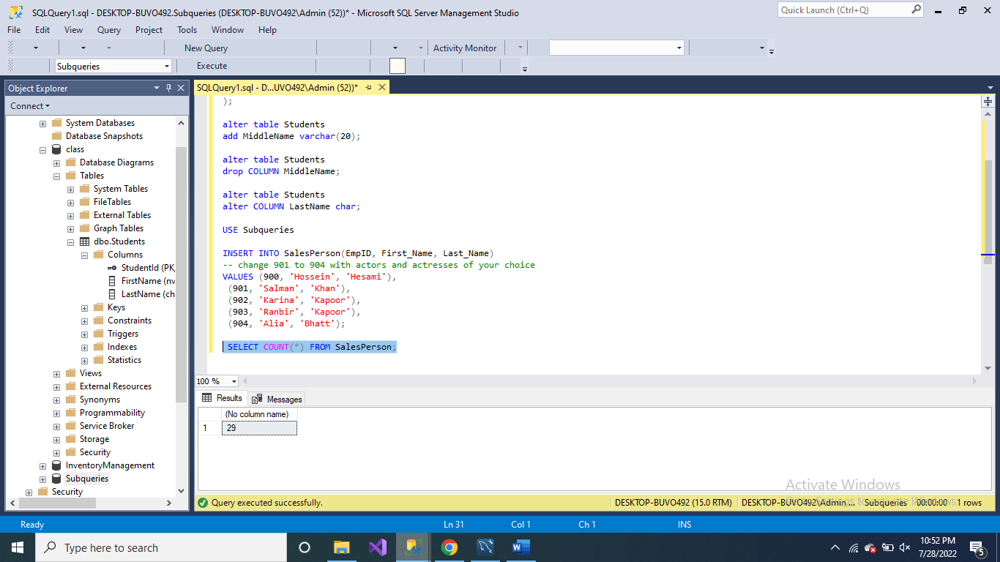 SQLQuery1.sql - DESKTOP-BUVO492.Subqueries (DESKTOP-BUVO492\Admin (52))* - Microsoft SQL Server Management Studio
Quick Launch (Ctrl+Q)
File Edit View Query Project Tools Window Help
New Query
Activity Monitor
Subqueries
Execute
Object Explorer
Connect
System Databases
Database Snapshots
class
Database Diagrams
Tables
System Tables
FileTables
External Tables
Graph Tables
dbo.Students
Columns
StudentId (PK,
FirstName (nv
LastName (ch
Keys
Constraints
Triggers
Indexes
Statistics
Views
External Resources
Synonyms
Programmability
Service Broker
Storage
Security
InventoryManagement
Subqueries
Security
SQLQuery1.sql - D...UVO492\Admin (52))*
);
alter table Students
add MiddleName varchar(20);
alter table Students
drop COLUMN MiddleName;
alter table Students
alter COLUMN LastName char;
USE Subqueries
INSERT INTO SalesPerson(EmpID, First_Name, Last_Name)
-- change 901 to 904 with actors and actresses of your choice
VALUES (900, 'Hossein', 'Hesami'),
(901, 'Salman', 'Khan'),
(902, 'Karina', 'Kapoor'),
(903, 'Ranbir', 'Kapoor'),
(904, 'Alia', 'Bhatt');
SELECT COUNT(*) FROM SalesPerson;
100 %
Results Messages
(No column name)
1 29
Activate Windows
Go to Settings to activate Windows.
Query executed successfully.
DESKTOP-BUVO492 (15.0 RTM) DESKTOP-BUVO492\Admin ... Subqueries 00:00:00 1 rows
Ready Ln 31 Col 1 Ch 1 INS
Type here to search
10:52 PM
7/28/2022
5